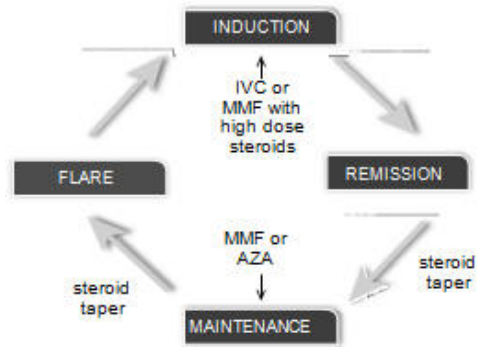 INDUCTION
IVC or
MMF with
high dose
steroids
FLARE
REMISSION
MMF or
AZA
steroid
taper
steroid
taper
MAINTENANCE